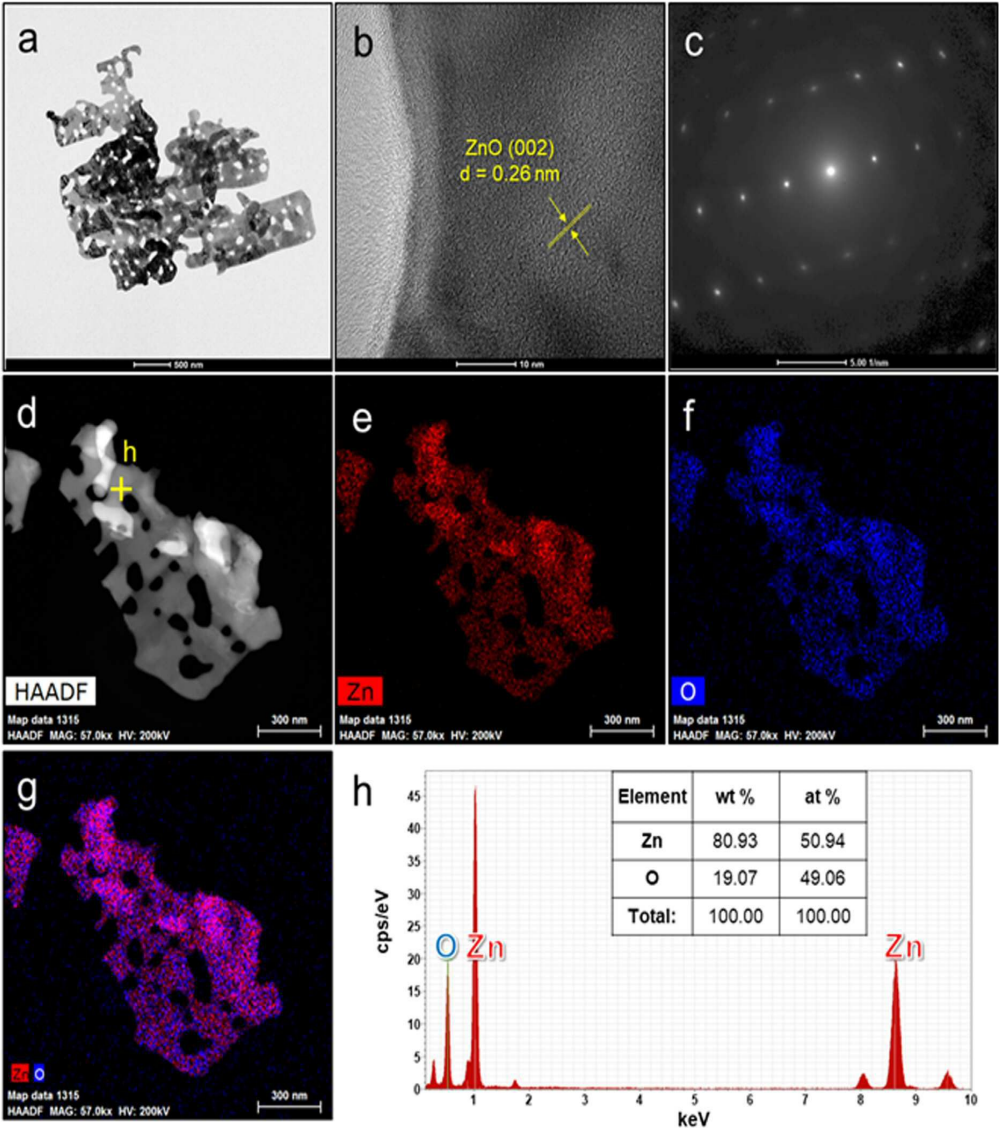 a
b
c
ZnO (002)
d = 0.26 nm
500 nm
10 nm
5.00 1/nm
d
e
f
h
HAADF
Zn
O
Map data 1315
HAADF MAG: 57.0kx HV: 200kV
300 nm
Map data 1315
HAADF MAG: 57.0kx HV: 200kV
300 nm
Map data 1315
HAADF MAG: 57.0kx HV: 200kV
300 nm
g
Zn O
Map data 1315
HAADF MAG: 57.0kx HV: 200kV
300 nm
h
Element wt % at %
Zn 80.93 50.94
O 19.07 49.06
Total: 100.00 100.00
O Zn Zn
cps/eV
45
40
35
30
25
20
15
10
5
0
1 2 3 4 5 6 7 8 9 10
keV